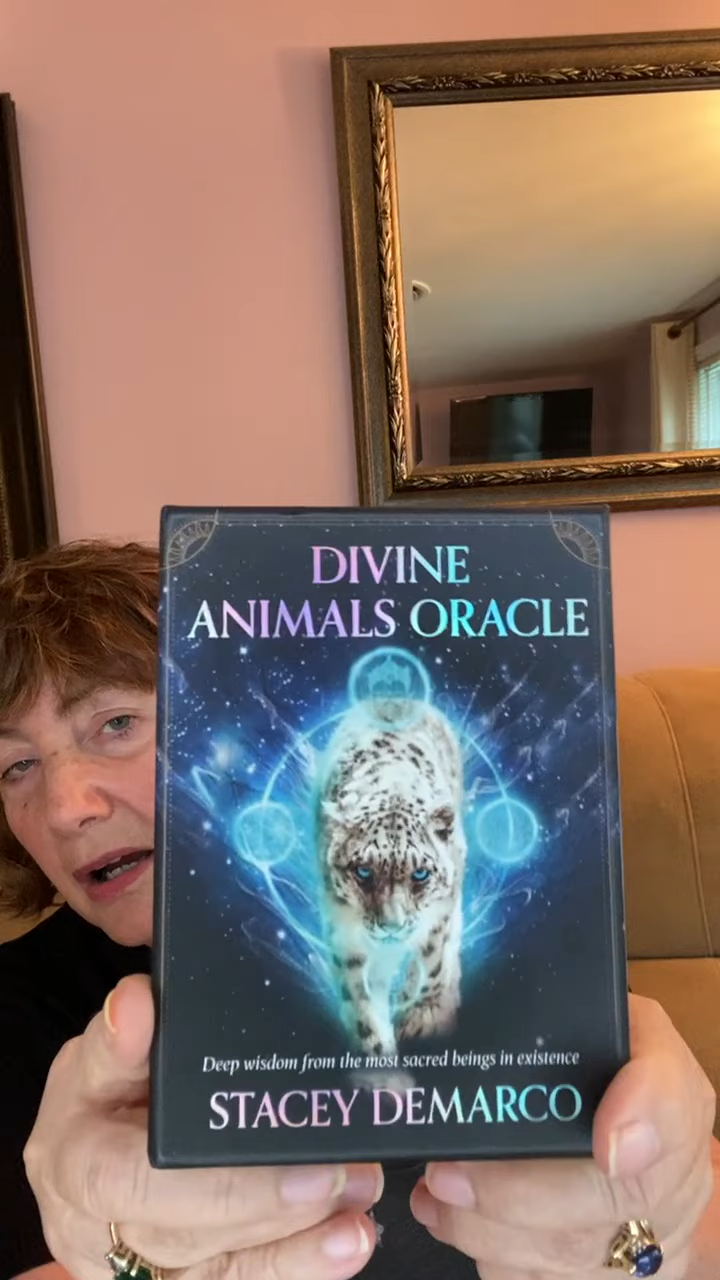 DIVINE
ANIMALS ORACLE
Deep wisdom from the most sacred beings in existence
STACEY DEMARCO